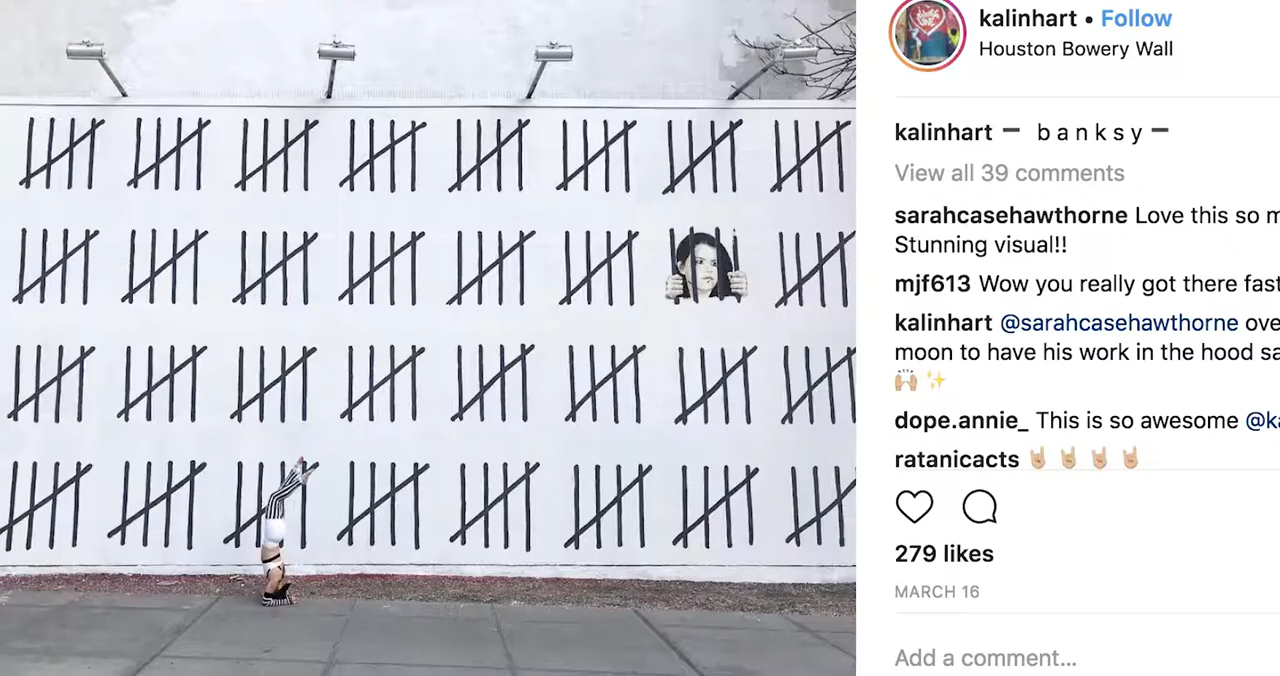 kalinhart • Follow
Houston Bowery Wall
kalinhart ━ b a n k s y ━
View all 39 comments
sarahcasehawthorne Love this so
Stunning visual!!
mjf613 Wow you really got there fast
kalinhart @sarahcasehawthorne
moon to have his work in the hood
🙌🏼 ✨
dope.annie_ This is so awesome
ratanicacts 🤘🏼 🤘🏼 🤘🏼 🤘🏼
279 likes
MARCH 16
Add a comment...